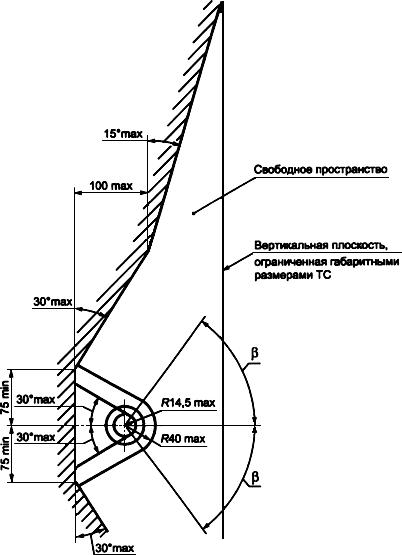 15°max
Свободное пространство
100 max
Вертикальная плоскость,
ограниченная габаритными
размерами ТС
30°max
β
75 min
30°max
R14,5 max
30°max
R40 max
75 min
β
30°max